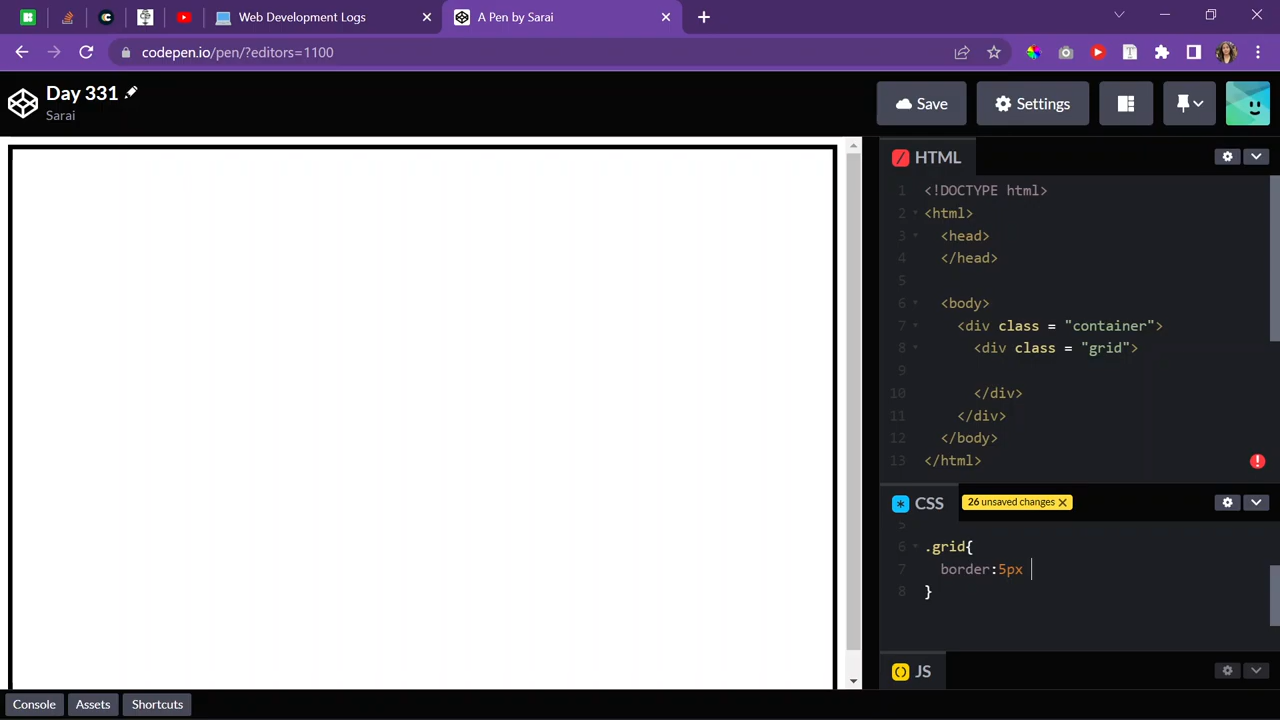 Web Development Logs
A Pen by Sarai
codepen.io/pen/?editors=1100
Day 331
Sarai
Save
Settings
HTML
1 <!DOCTYPE html>
2 <html>
3 <head>
4 </head>
5
6 <body>
7 <div class = "container">
8 <div class = "grid">
9
10 </div>
11 </div>
12 </body>
13 </html>
CSS
26 unsaved changes
5
6 .grid{
7 border:5px
8 }
JS
Console
Assets
Shortcuts